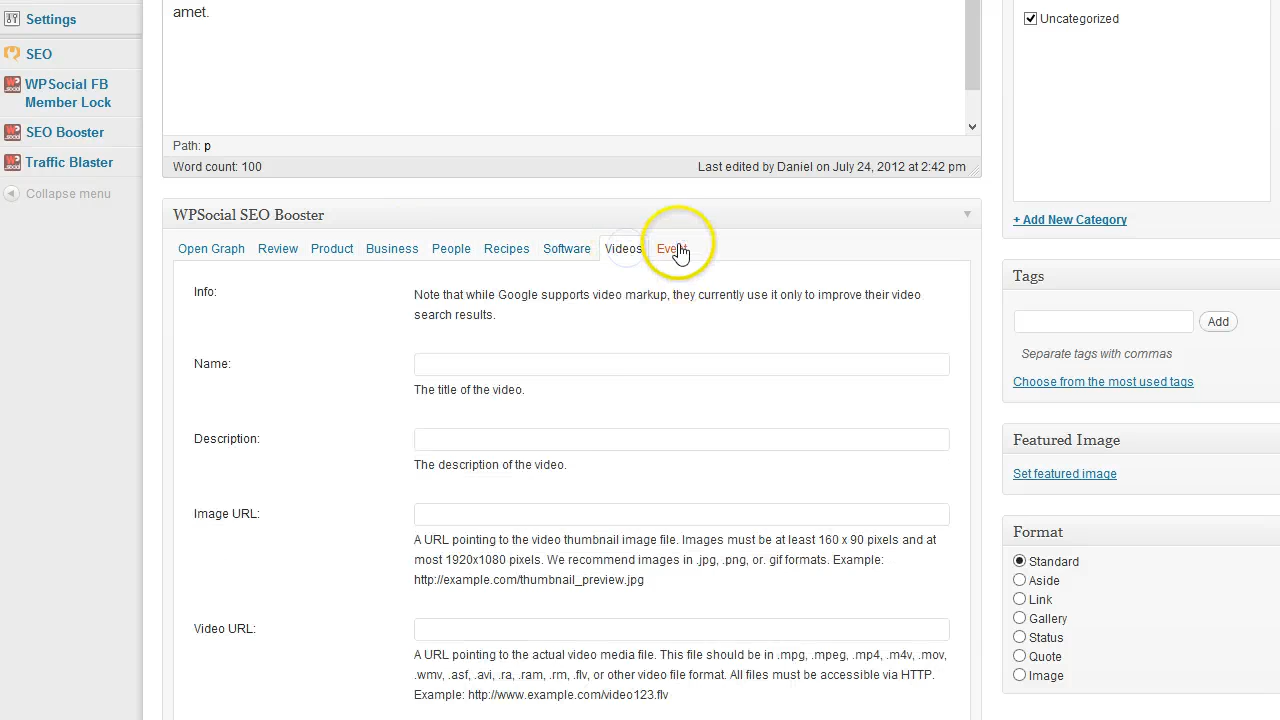 Settings
SEO
WPSocial FB
Member Lock
SEO Booster
Traffic Blaster
Collapse menu
amet.
Path: p
Word count: 100
Last edited by Daniel on July 24, 2012 at 2:42 pm
WPSocial SEO Booster
Open Graph
Review
Product
Business
People
Recipes
Software
Videos
Info:
Note that while Google supports video markup, they currently use it only to improve their video
search results.
Name:
The title of the video.
Description:
The description of the video.
Image URL:
A URL pointing to the video thumbnail image file. Images must be at least 160 x 90 pixels and at
most 1920x1080 pixels. We recommend images in .jpg, .png, or. gif formats. Example:
http://example.com/thumbnail_preview.jpg
Video URL:
A URL pointing to the actual video media file. This file should be in .mpg, .mpeg, .mp4, .m4v, .mov,
.wmv, .asf, .avi, .ra, .ram, .rm, .flv, or other video file format. All files must be accessible via HTTP.
Example: http://www.example.com/video123.flv
Uncategorized
+ Add New Category
Tags
Add
Separate tags with commas
Choose from the most used tags
Featured Image
Set featured image
Format
Standard
Aside
Link
Gallery
Status
Quote
Image